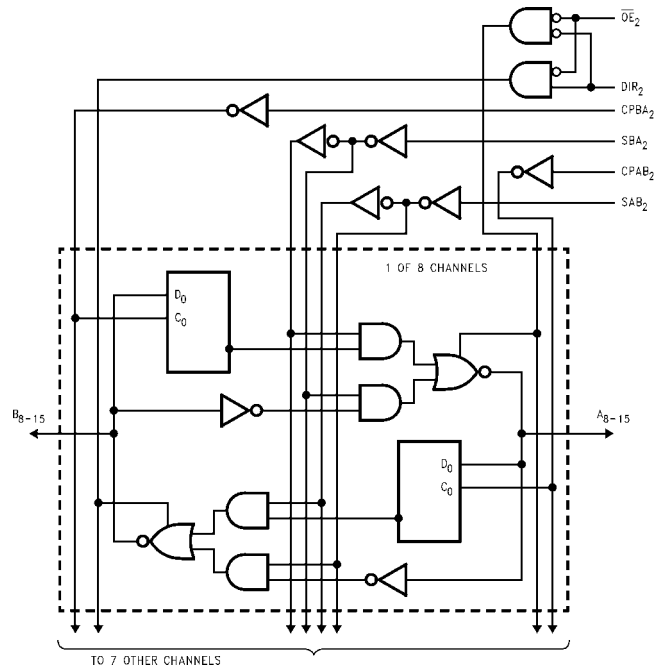 OE₂
DIR₂
CPBA₂
SBA₂
CPAB₂
SAB₂
1 OF 8 CHANNELS
D₀
C₀
B₈₋₁₅
A₈₋₁₅
D₀
C₀
TO 7 OTHER CHANNELS